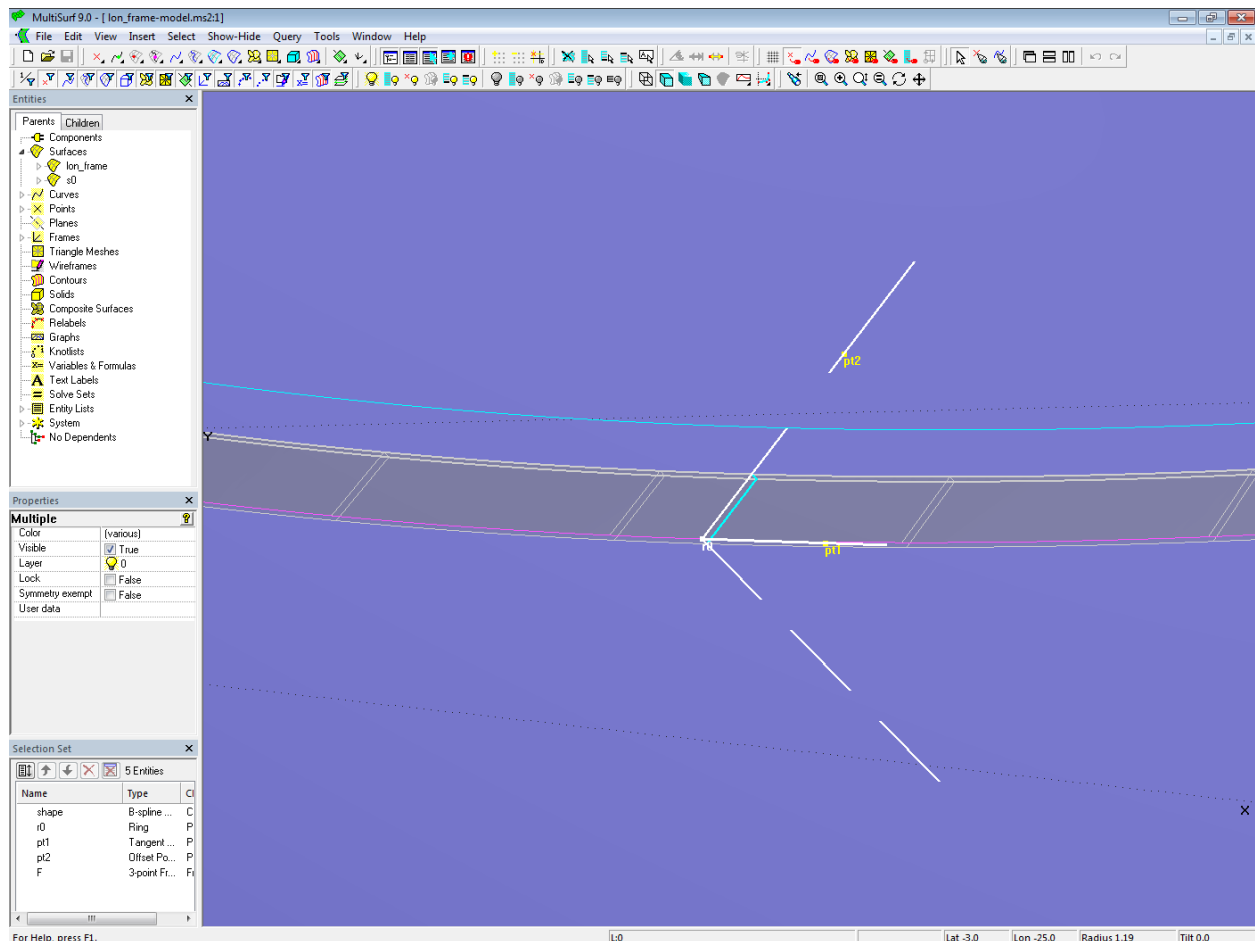 MultiSurf 9.0 - [ lon_frame-model.ms2:1]
File Edit View Insert Select Show-Hide Query Tools Window Help
Entities
Parents Children
Components
Surfaces
lon_frame
s0
Curves
Points
Planes
Frames
Triangle Meshes
Wireframes
Contours
Solids
Composite Surfaces
Relabels
Graphs
Knotlists
Variables & Formulas
Text Labels
Solve Sets
Entity Lists
System
No Dependents
Properties
Multiple
Color (various)
Visible True
Layer 0
Lock False
Symmetry exempt False
User data
Selection Set
5 Entities
Name Type Cl
shape B-spline ... C
r0 Ring P
pt1 Tangent ... P
pt2 Offset Po... P
F 3-point Fr... Fr
pt2
Y
r0
pt1
X
For Help, press F1. L:0 Lat -3.0 Lon -25.0 Radius 1.19 Tilt 0.0